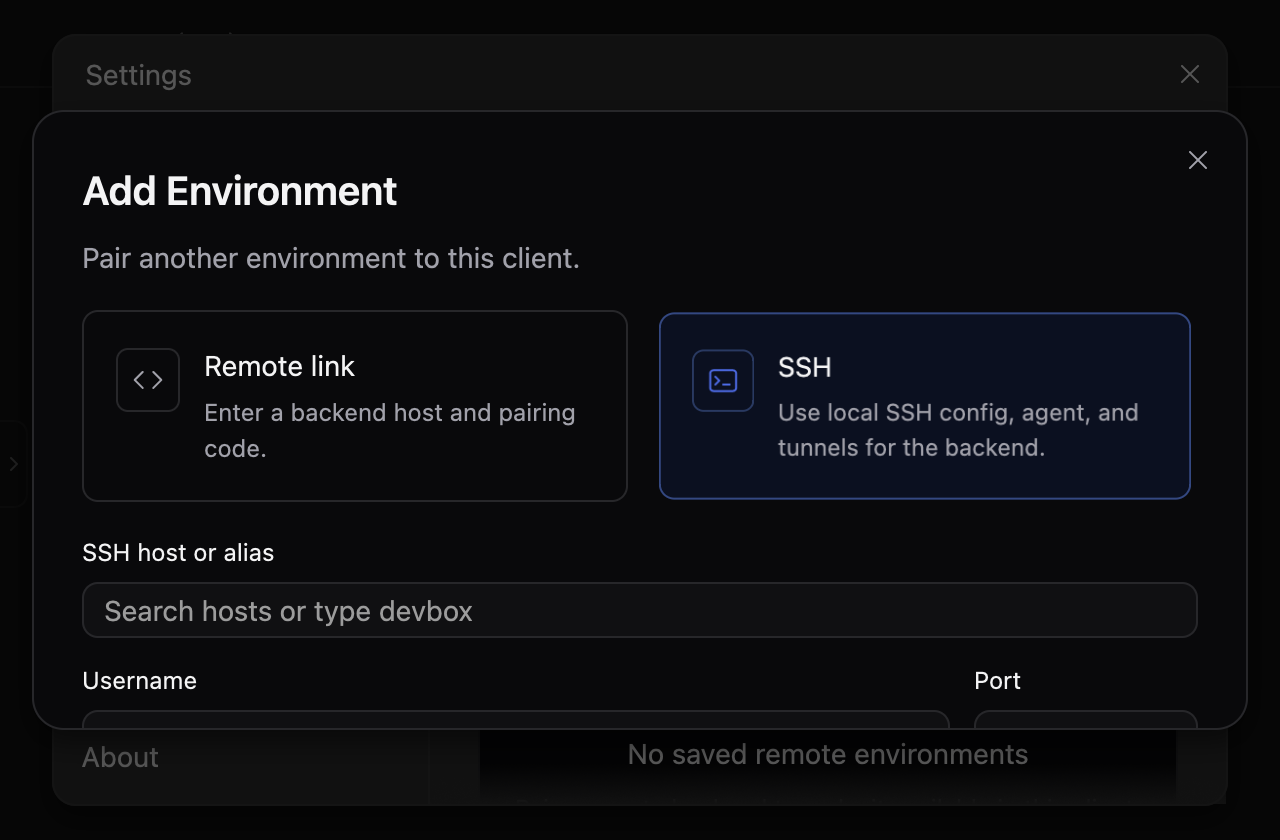 Settings
Add Environment
Pair another environment to this client.
Remote link
Enter a backend host and pairing
code.
SSH
Use local SSH config, agent, and
tunnels for the backend.
SSH host or alias
Search hosts or type devbox
Username
Port
About
No saved remote environments